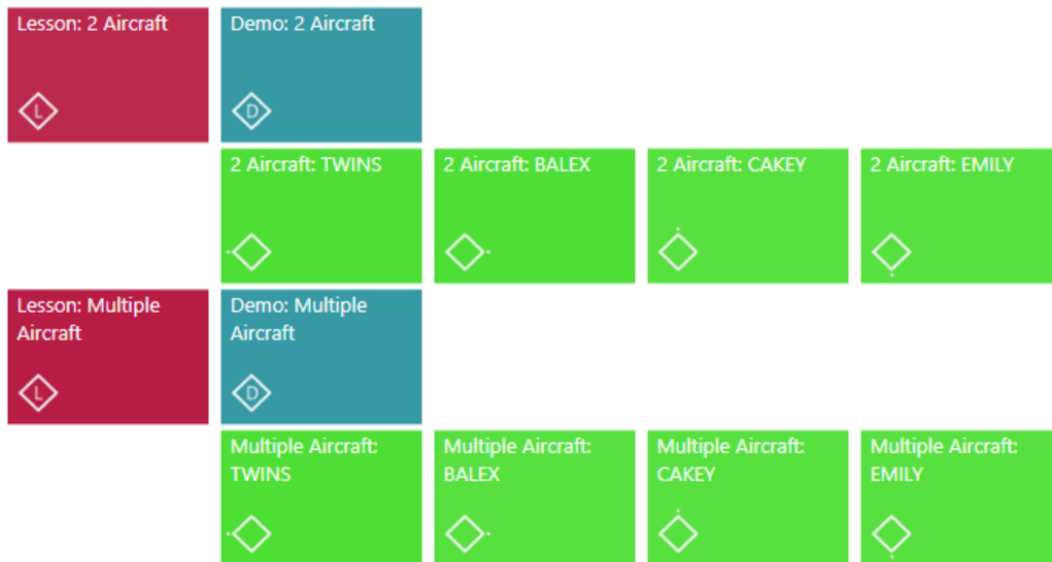 Lesson: 2 Aircraft
L
Demo: 2 Aircraft
D
2 Aircraft: TWINS
2 Aircraft: BALEX
2 Aircraft: CAKEY
2 Aircraft: EMILY
Lesson: Multiple
Aircraft
L
Demo: Multiple
Aircraft
D
Multiple Aircraft:
TWINS
Multiple Aircraft:
BALEX
Multiple Aircraft:
CAKEY
Multiple Aircraft:
EMILY